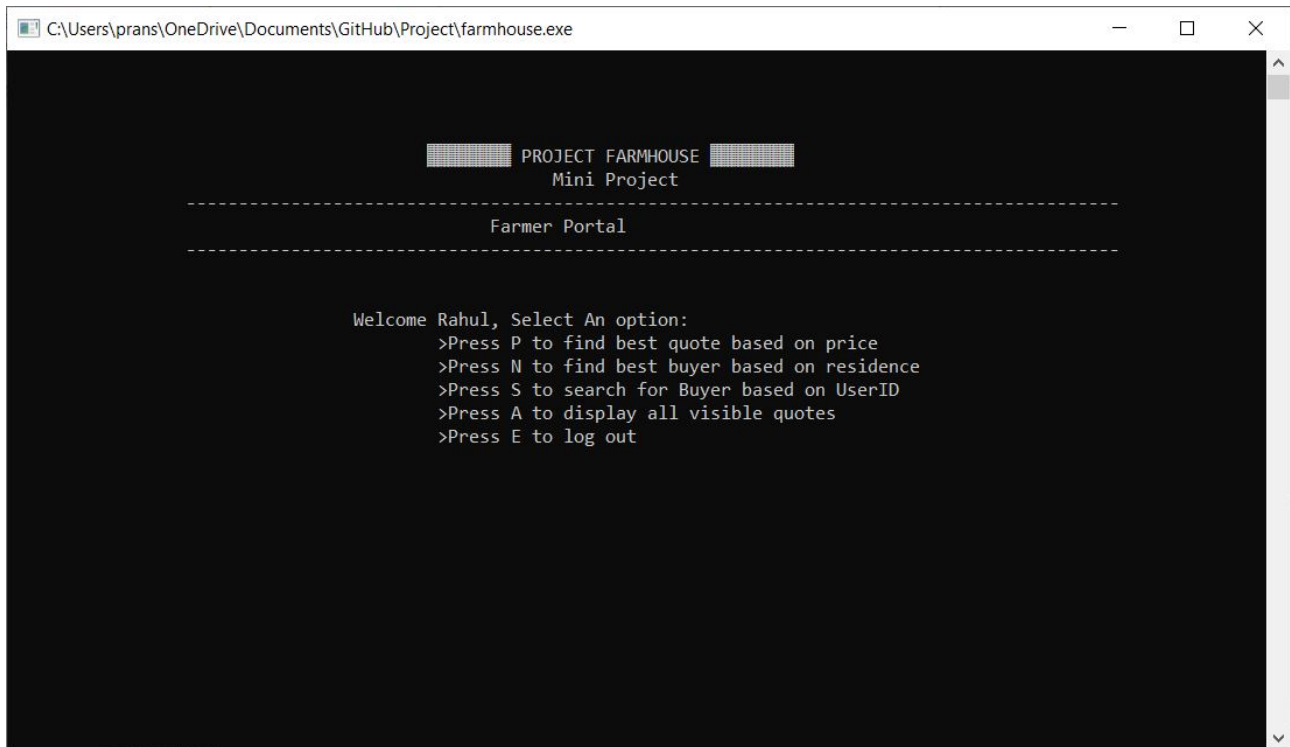 C:\Users\prans\OneDrive\Documents\GitHub\Project\farmhouse.exe
PROJECT FARMHOUSE
Mini Project
-----------------------------------------------------------------------------------------
Farmer Portal
-----------------------------------------------------------------------------------------
Welcome Rahul, Select An option:
>Press P to find best quote based on price
>Press N to find best buyer based on residence
>Press S to search for Buyer based on UserID
>Press A to display all visible quotes
>Press E to log out